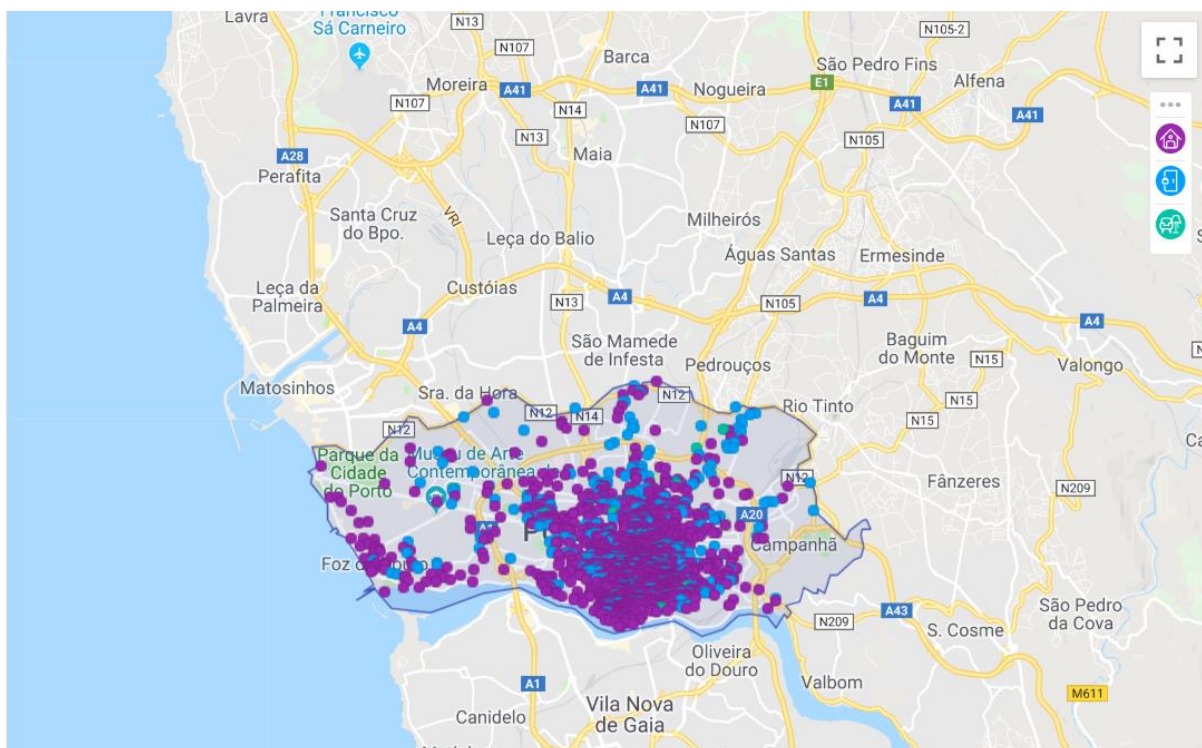 Lavra
Francisco
Sá Carneiro
N13
N107
Barca
N105-2
São Pedro Fins
Alfena
Moreira
A41
A41
Nogueira
E1
A41
A41
N107
N14
N13
N107
N105
Maia
A28
Perafita
Santa Cruz
do Bpo.
VRI
Milheirós
Leça do Balio
Águas Santas
Ermesinde
Leça da
Palmeira
Custóias
N13
A4
N105
A4
A4
A4
São Mamede
de Infesta
Baguim
do Monte
N15
Valongo
Pedrouços
Matosinhos
Sra. da Hora
N12
N15
Rio Tinto
N12
N12
N14
Parque da
Cidade
do Porto
Contemporânea de
N12
Fânzeres
N209
A20
Campanhã
A43
N209
S. Cosme
São Pedro
da Cova
Oliveira
do Douro
Valbom
A1
M611
Vila Nova
de Gaia
Canidelo